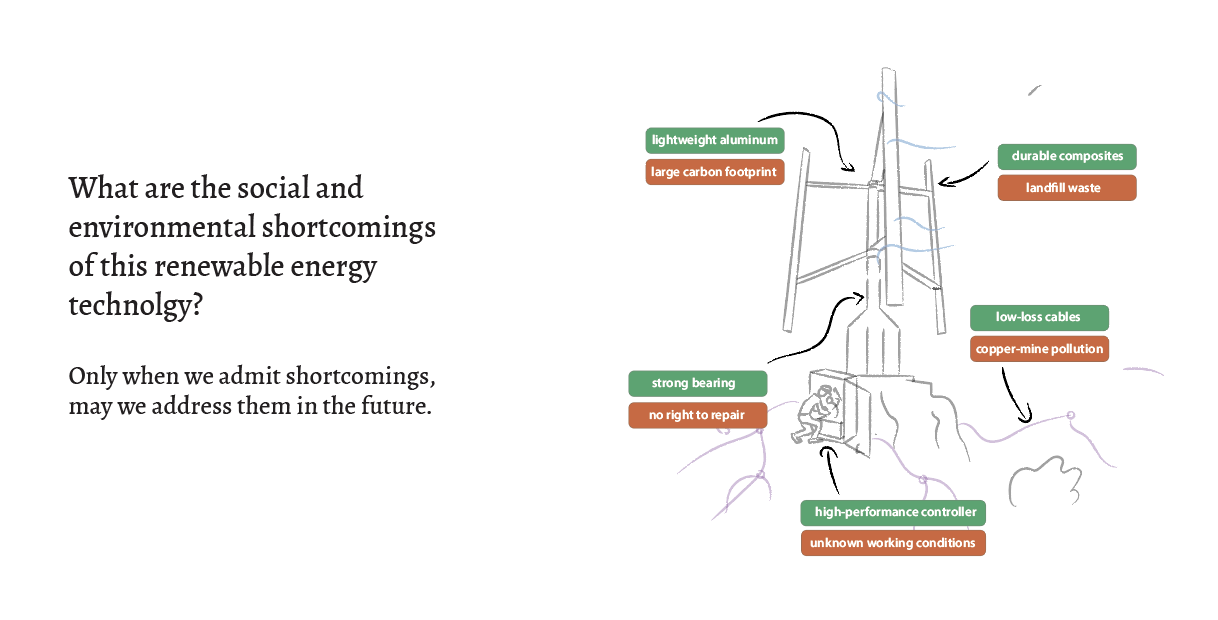 What are the social and
environmental shortcomings
of this renewable energy
technolgy?
Only when we admit shortcomings,
may we address them in the future.
lightweight aluminum
large carbon footprint
durable composites
landfill waste
low-loss cables
copper-mine pollution
strong bearing
no right to repair
high-performance controller
unknown working conditions